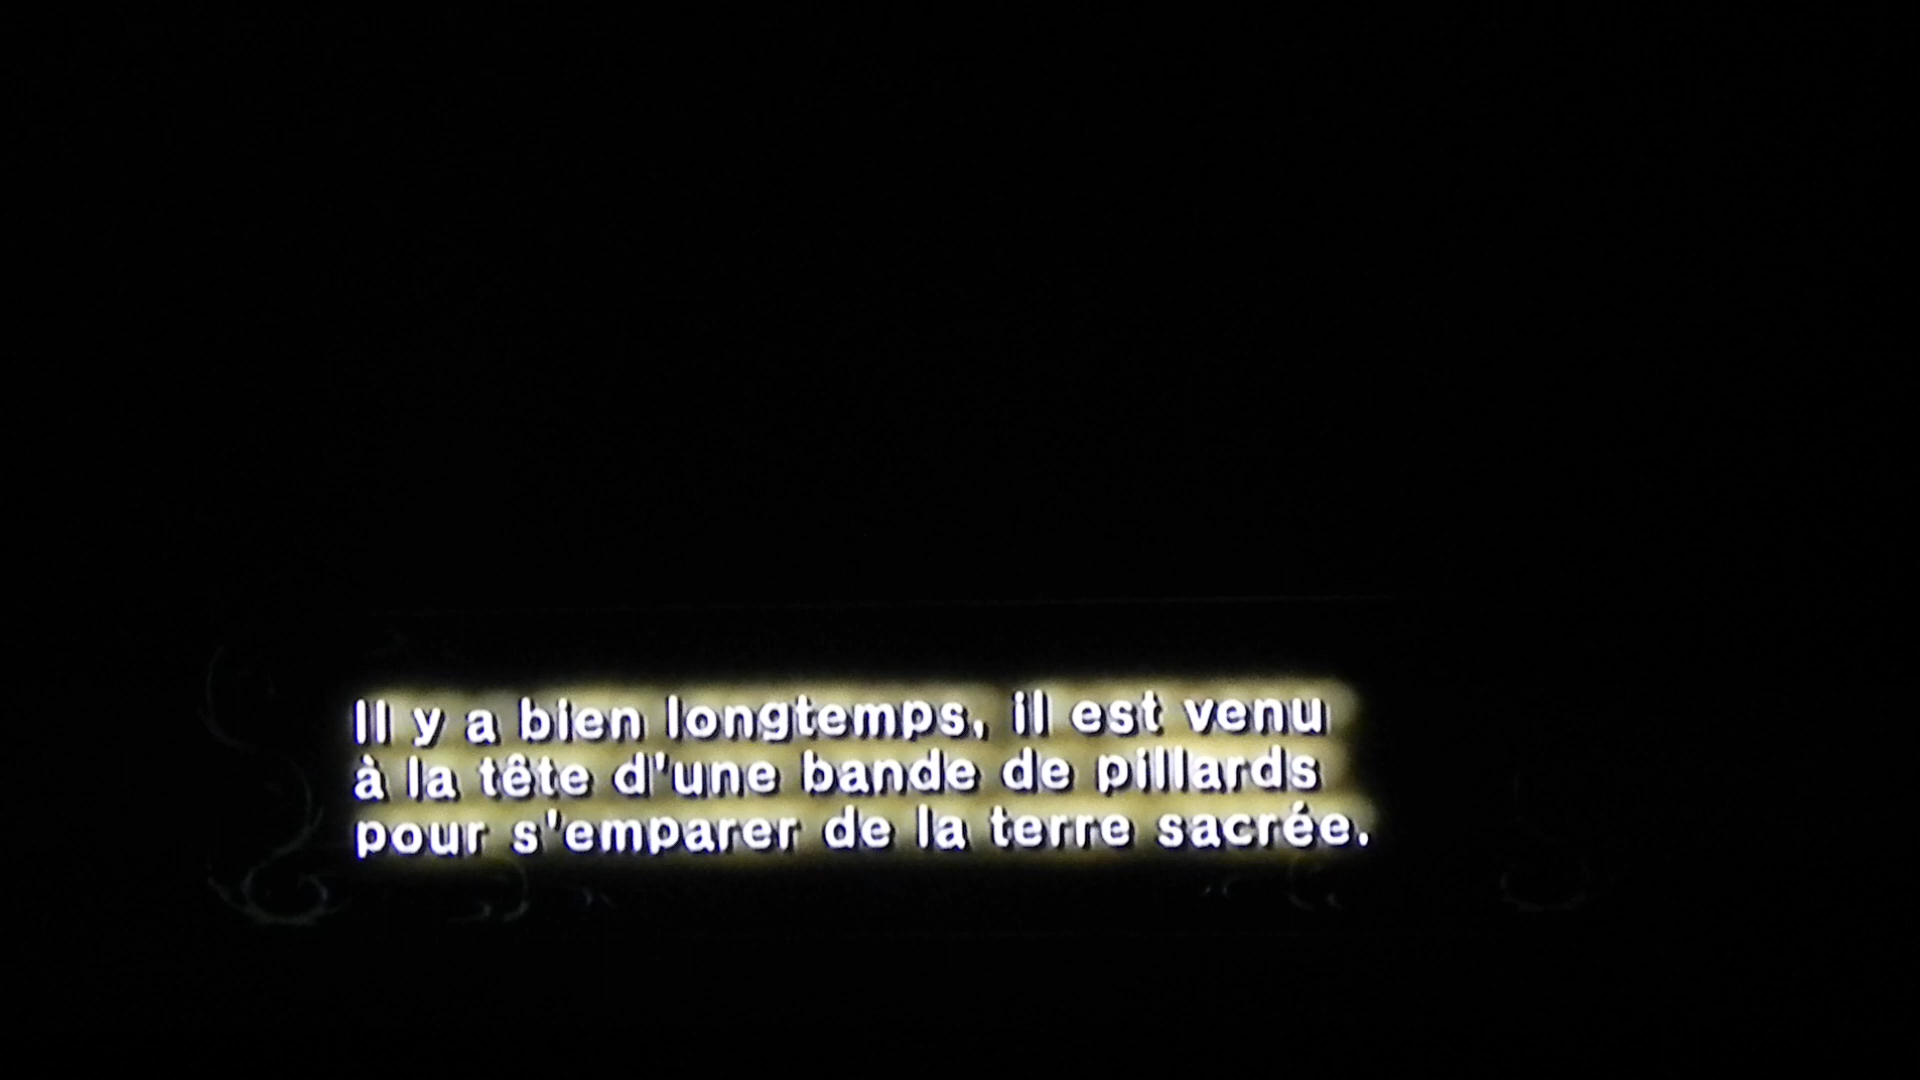 Il y a bien longtemps, il est venu
à la tête d'une bande de pillards
pour s'emparer de la terre sacrée.